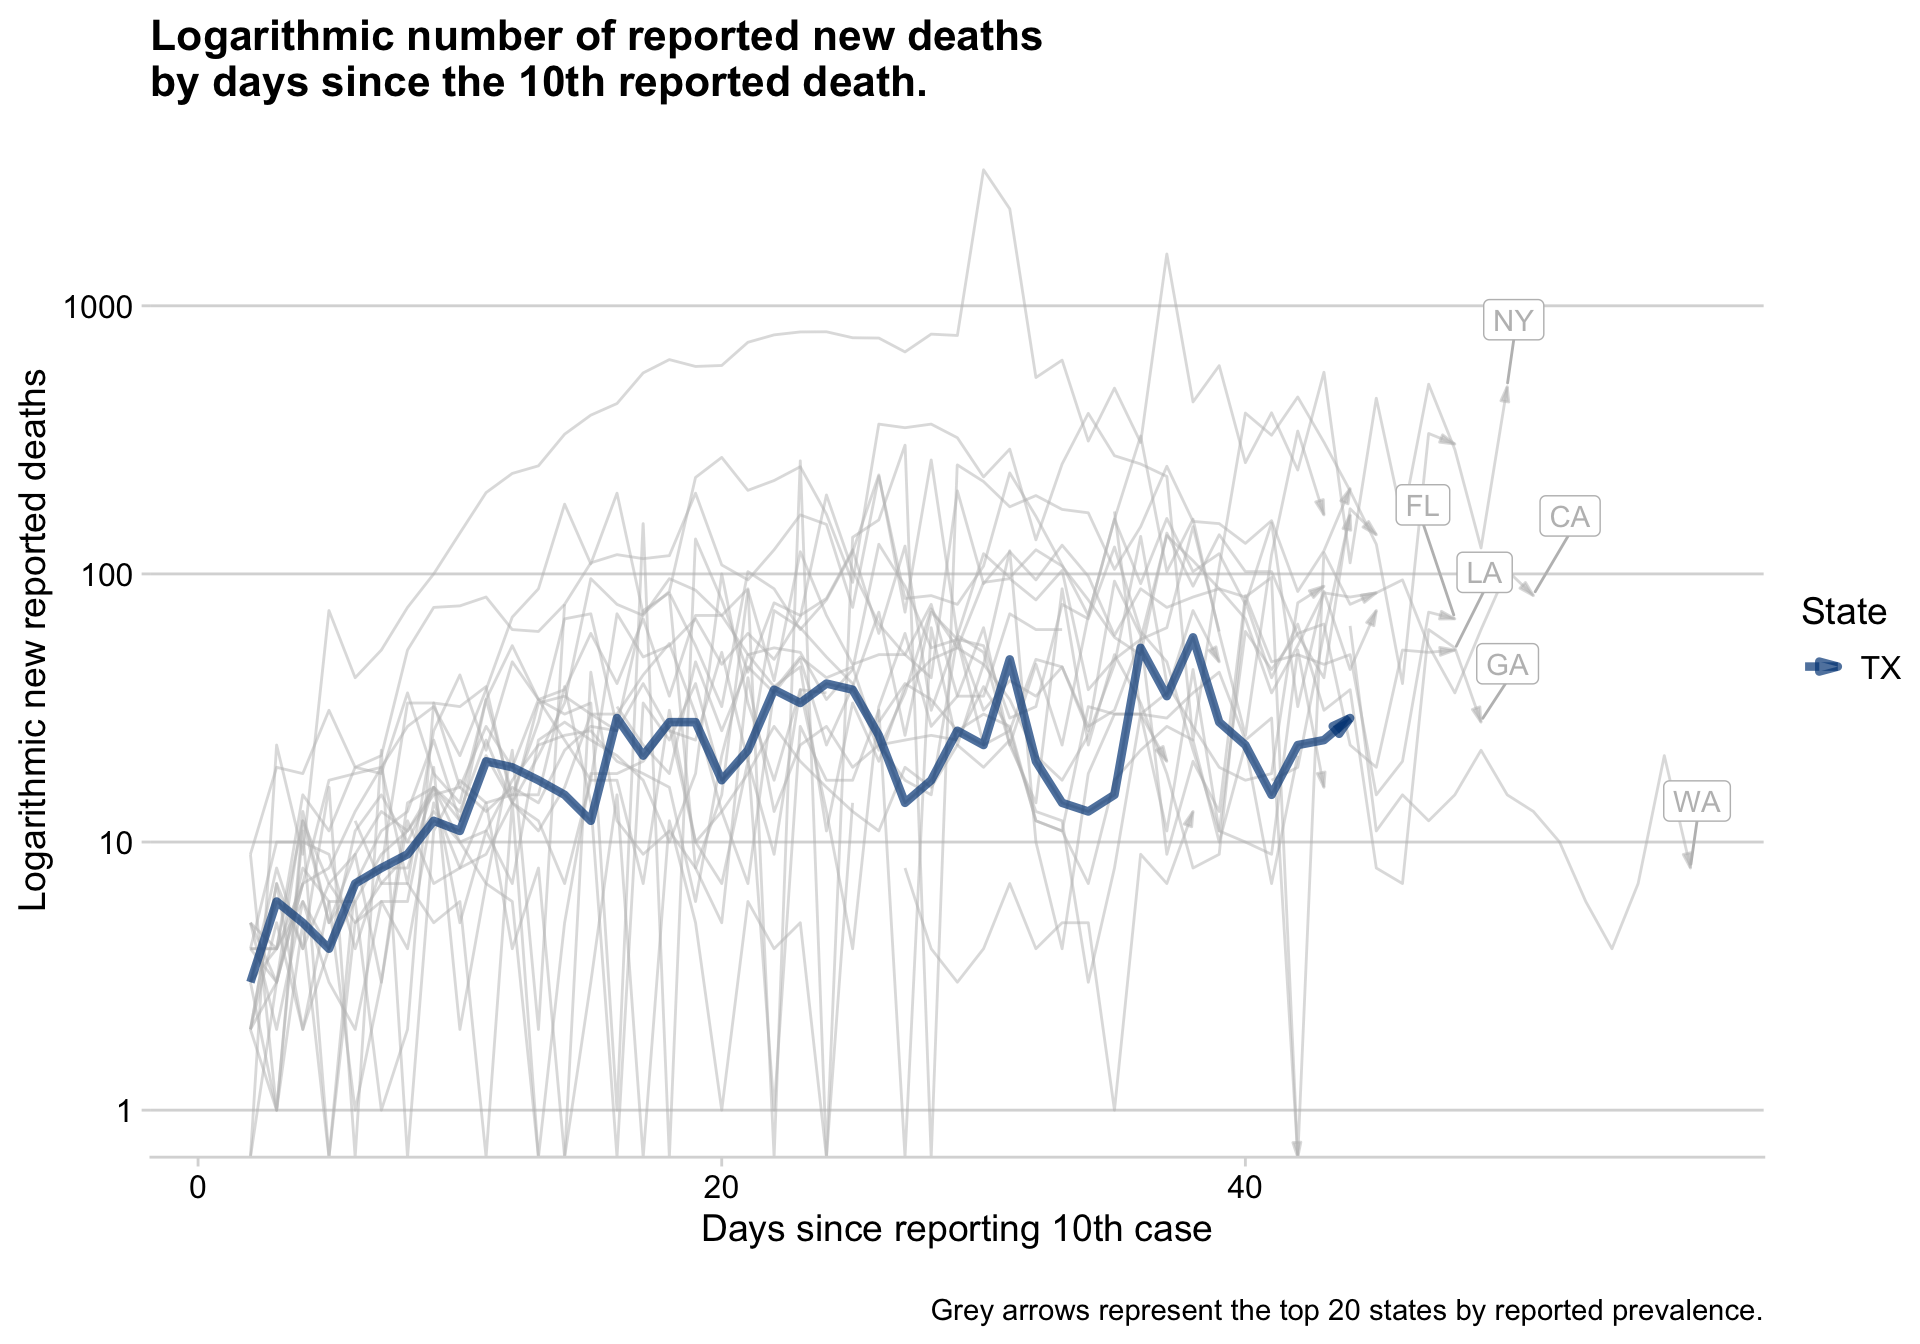 Logarithmic number of reported new deaths
by days since the 10th reported death.
Logarithmic new reported deaths
1000
100
10
1
NY
FL
CA
LA
GA
WA
State
TX
0
20
40
Days since reporting 10th case
Grey arrows represent the top 20 states by reported prevalence.